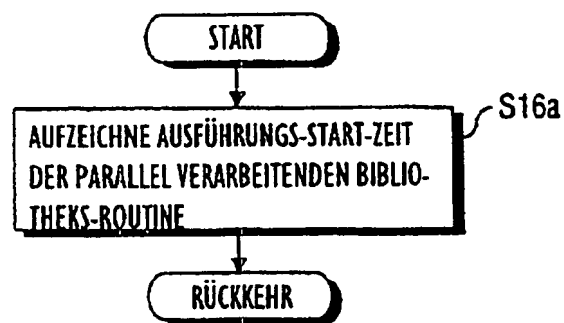 START
S16a
AUFZEICHNE AUSFÜHRUNGS-START-ZEIT
DER PARALLEL VERARBEITENDEN BIBLIO-
THEKS-ROUTINE
RÜCKKEHR